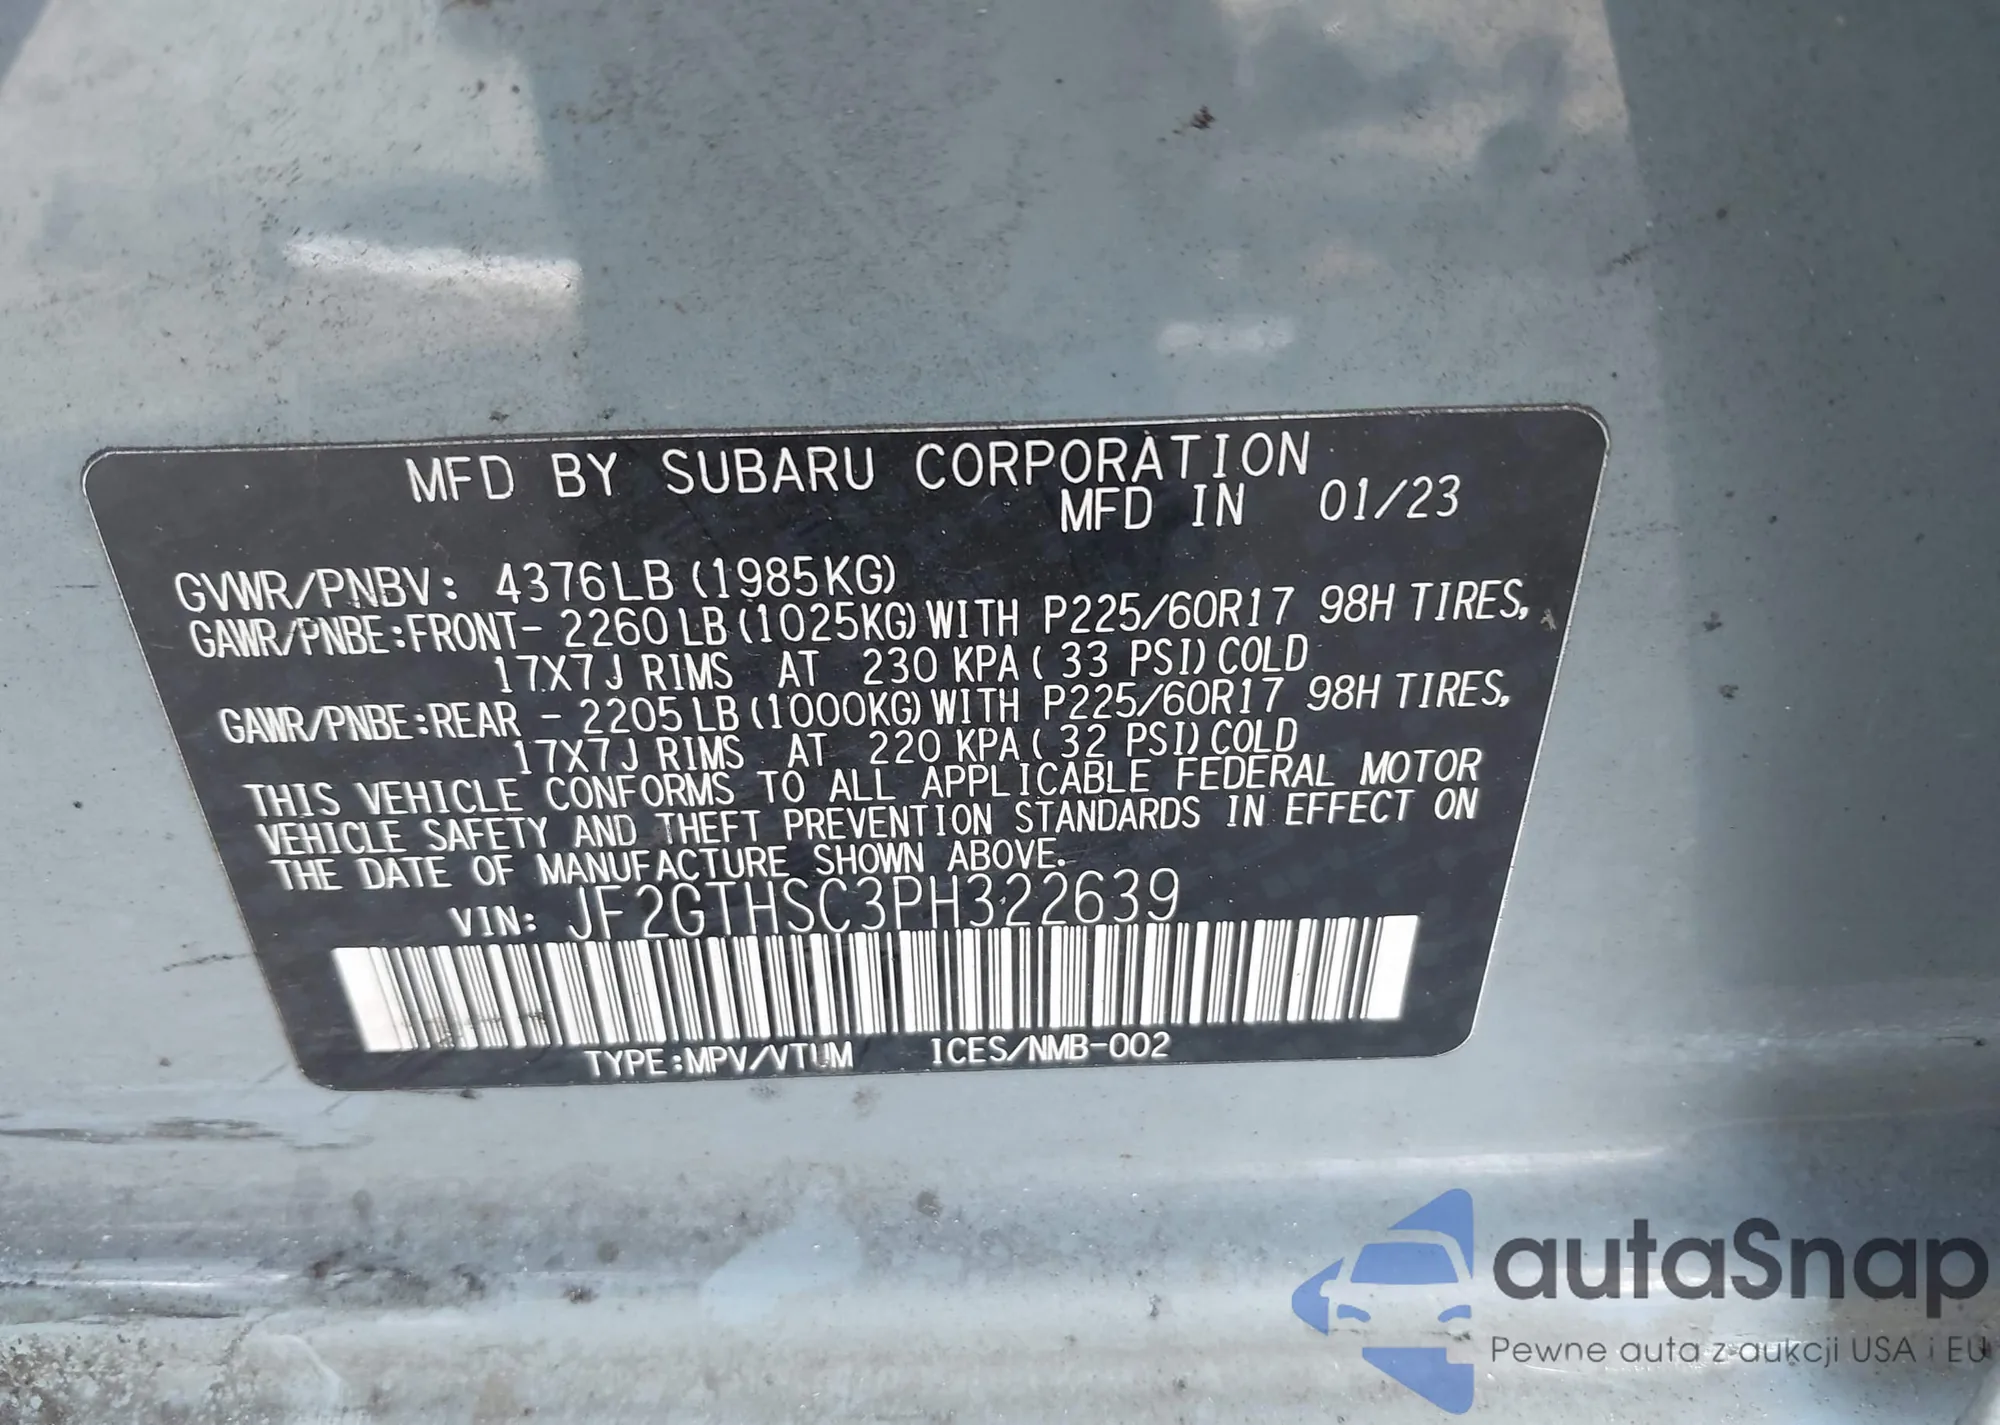 MFD BY SUBARU CORPORATION
MFD IN 01/23
GVWR/PNBV: 4376LB (1985KG)
GAWR/PNBE:FRONT- 2260LB (1025KG) WITH P225/60R17 98H TIRES,
17X7J RIMS AT 230 KPA ( 33 PSI) COLD
GAWR/PNBE:REAR - 2205LB (1000KG) WITH P225/60R17 98H TIRES,
17X7J RIMS AT 220 KPA ( 32 PSI) COLD
THIS VEHICLE CONFORMS TO ALL APPLICABLE FEDERAL MOTOR
VEHICLE SAFETY AND THEFT PREVENTION STANDARDS IN EFFECT ON
THE DATE OF MANUFACTURE SHOWN ABOVE.
VIN: JF2GTHSC3PH322639
TYPE:MPV/VTUM ICES/NMB-002
autaSnap
Pewne auta z aukcji USA i EU